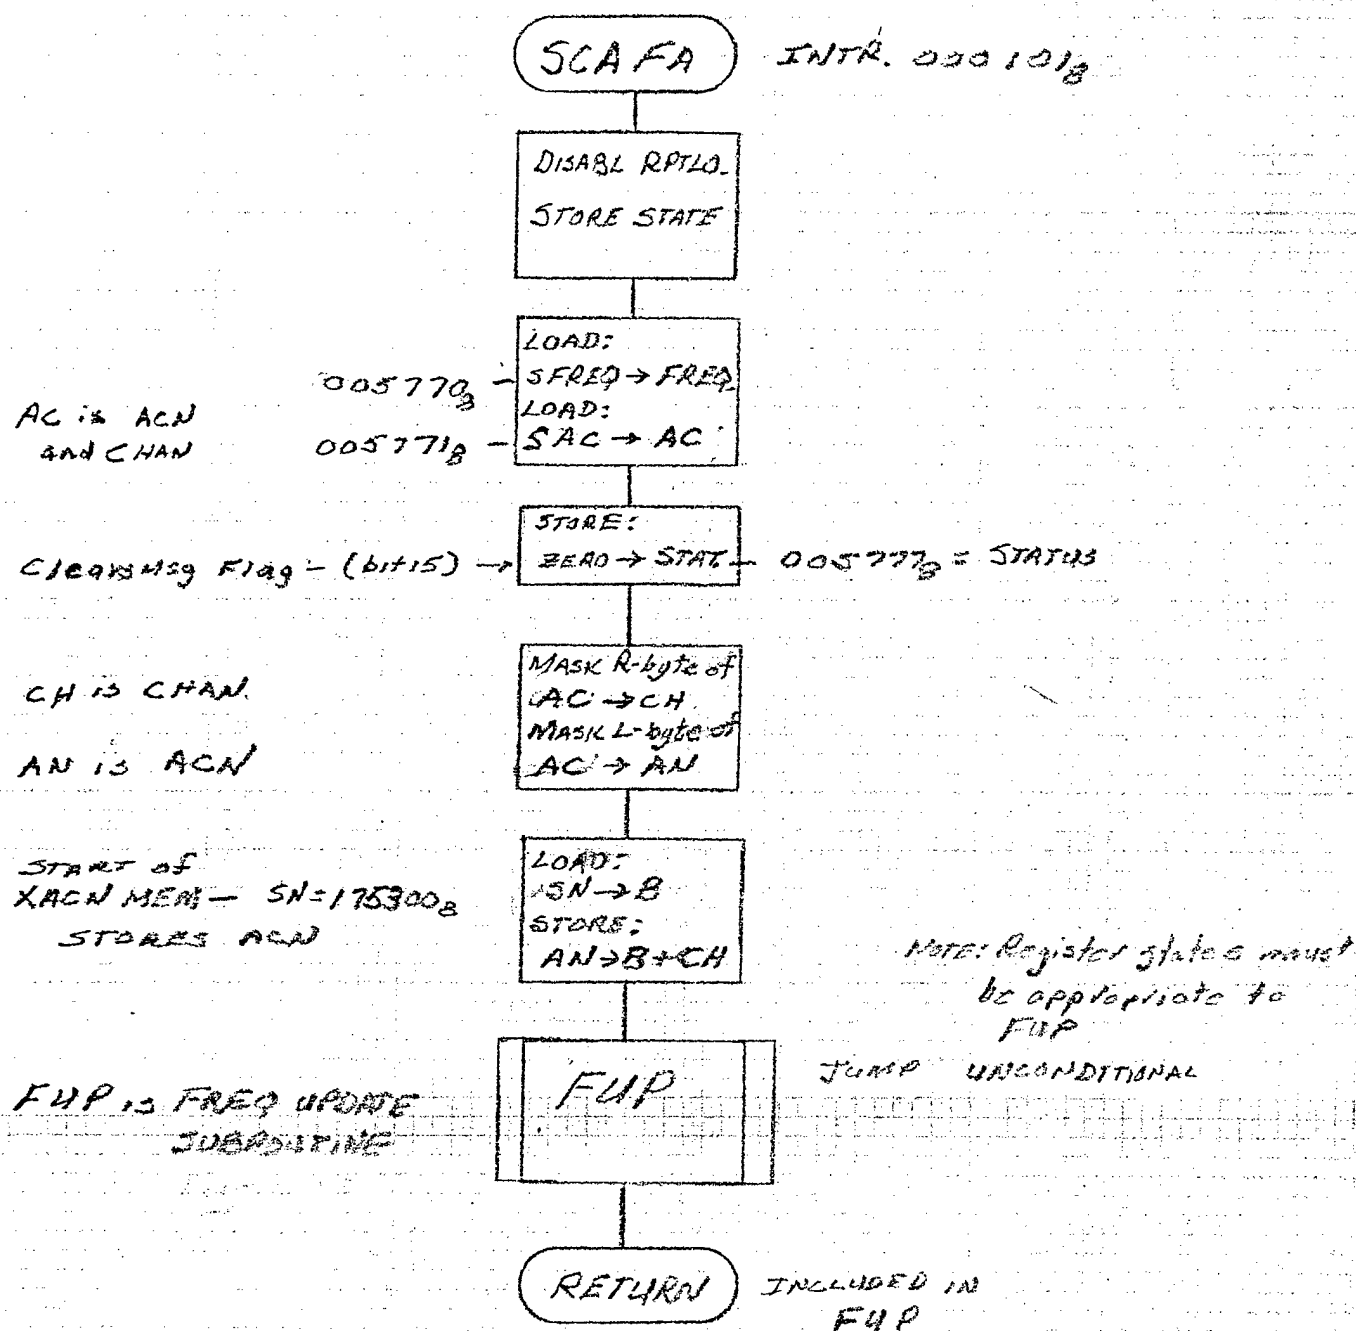 SCAFA INTR. 000101₈
DISABL RPTLO.
STORE STATE
LOAD:
005770₈ - SFREQ → FREQ
LOAD:
AC is ACN
and CHAN
005771₈ - SAC → AC
STORE:
Clears Msg Flag - (bit 15) → ZERO → STAT. - 005777₈ = STATUS
MASK R-byte of
AC → CH
CH is CHAN.
MASK L-byte of
AC → AN
AN is ACN
START of
XACN MEM - SN=175300₈
STORES ACN
LOAD:
SN → B
STORE:
AN → B+CH
NOTE: Register states must
be appropriate to
FUP
FUP JUMP UNCONDITIONAL
FUP is FREQ UPDATE
SUBROUTINE
RETURN INCLUDED IN
FUP